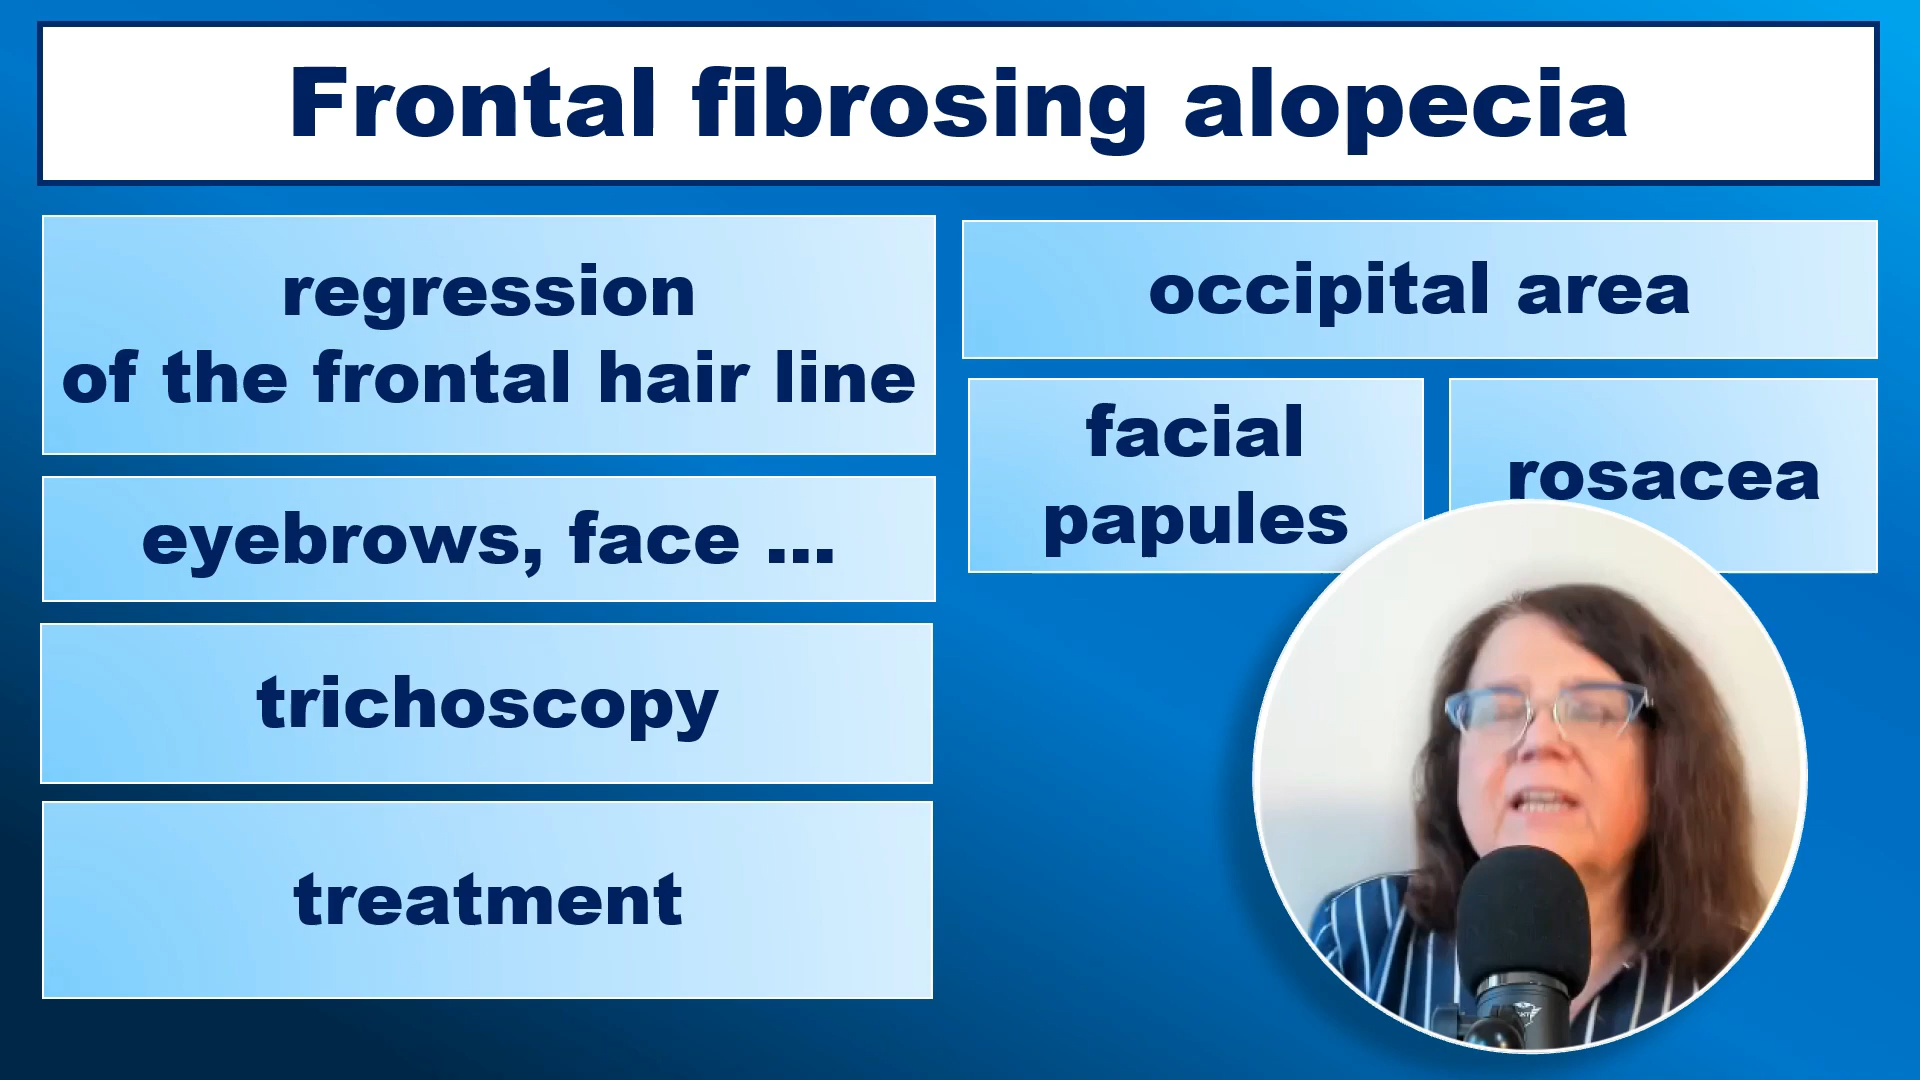 Frontal fibrosing alopecia
regression
of the frontal hair line
eyebrows, face ...
trichoscopy
treatment
occipital area
facial
papules
rosacea